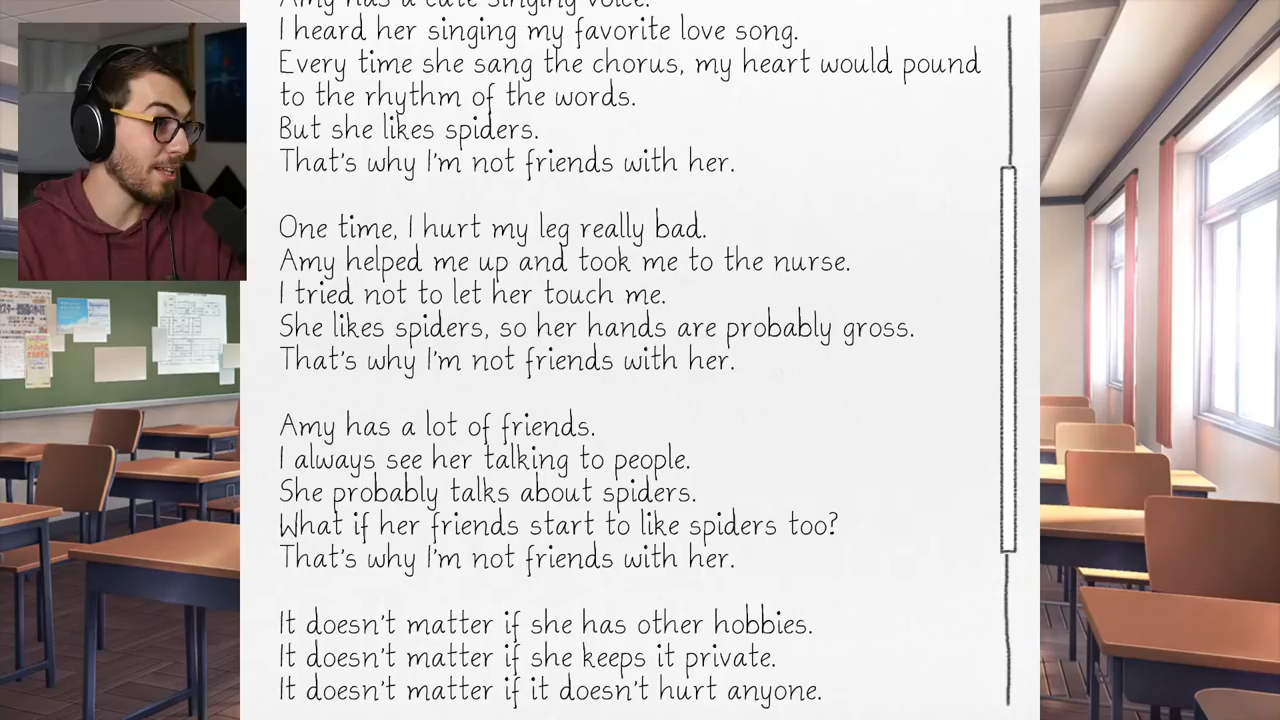 Amy has a cute singing voice.
I heard her singing my favorite love song.
Every time she sang the chorus, my heart would pound
to the rhythm of the words.
But she likes spiders.
That's why I'm not friends with her.
One time, I hurt my leg really bad.
Amy helped me up and took me to the nurse.
I tried not to let her touch me.
She likes spiders, so her hands are probably gross.
That's why I'm not friends with her.
Amy has a lot of friends.
I always see her talking to people.
She probably talks about spiders.
What if her friends start to like spiders too?
That's why I'm not friends with her.
It doesn't matter if she has other hobbies.
It doesn't matter if she keeps it private.
It doesn't matter if it doesn't hurt anyone.